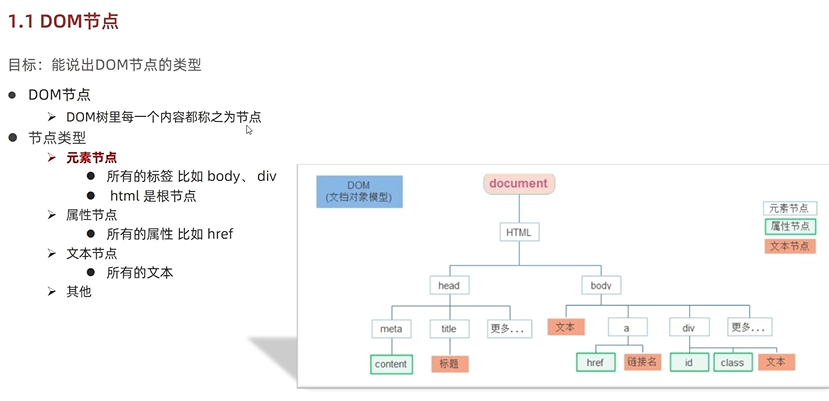 1.1 DOM节点
目标：能说出DOM节点的类型
DOM节点
DOM树里每一个内容都称之为节点
节点类型
元素节点
所有的标签 比如 body、 div
html 是根节点
属性节点
所有的属性 比如 href
文本节点
所有的文本
其他
DOM
(文档对象模型)
document
元素节点
属性节点
文本节点
HTML
head
body
meta
title
更多...
文本
a
div
更多...
content
标题
href
链接名
id
class
文本